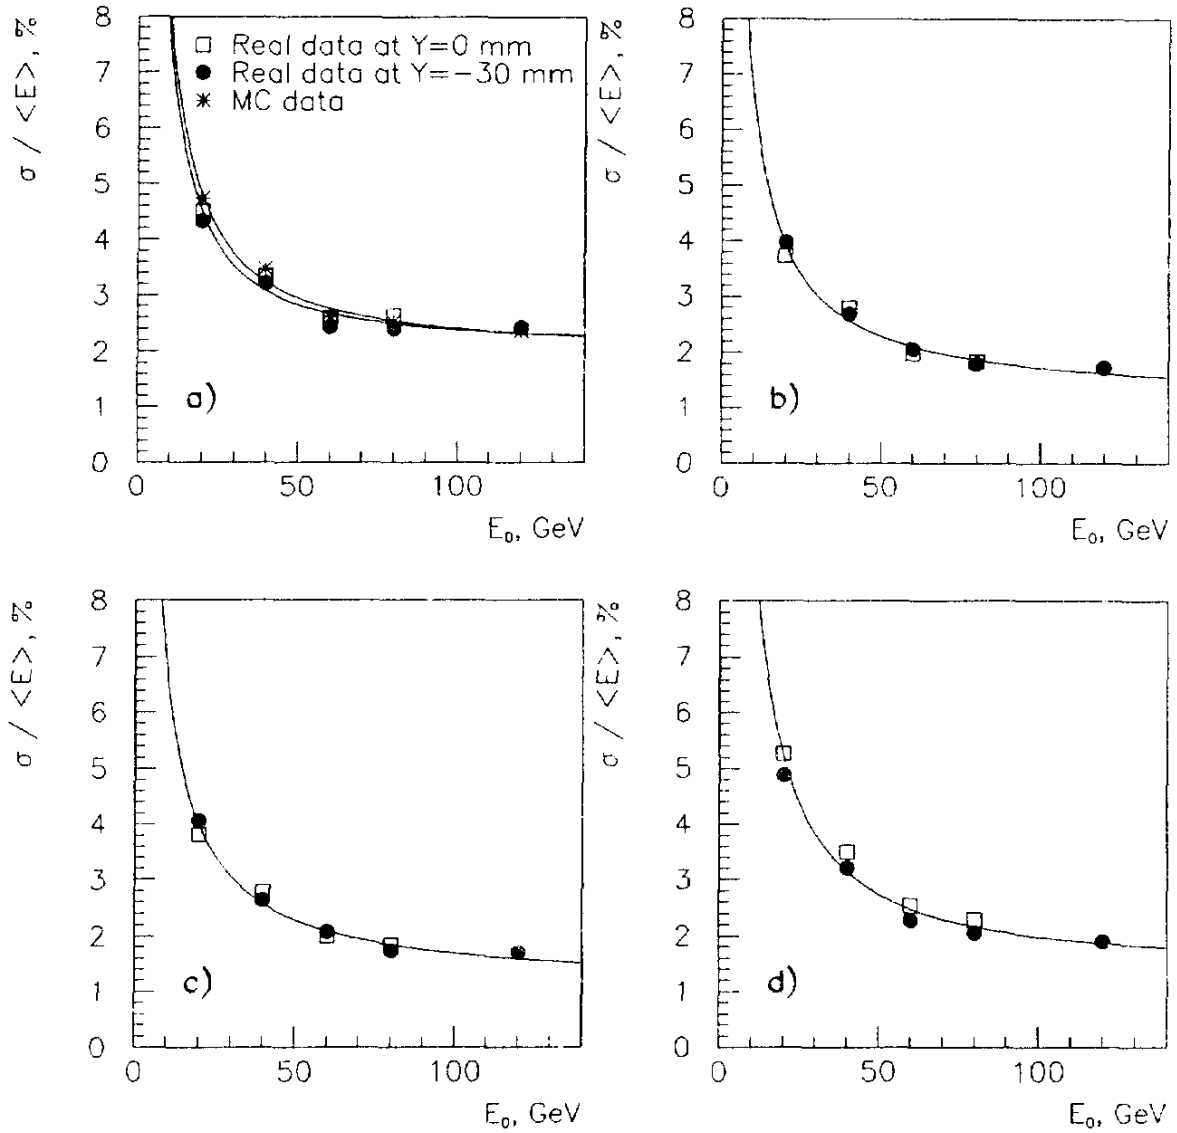 σ / <E>, %
8
7
6
5
4
3
2
1
0
□ Real data at Y=0 mm
● Real data at Y=−30 mm
✳ MC data
a)
0 50 100
E₀, GeV
σ / <E>, %
8
7
6
5
4
3
2
1
0
b)
0 50 100
E₀, GeV
σ / <E>, %
8
7
6
5
4
3
2
1
0
c)
0 50 100
E₀, GeV
σ / <E>, %
8
7
6
5
4
3
2
1
0
d)
0 50 100
E₀, GeV